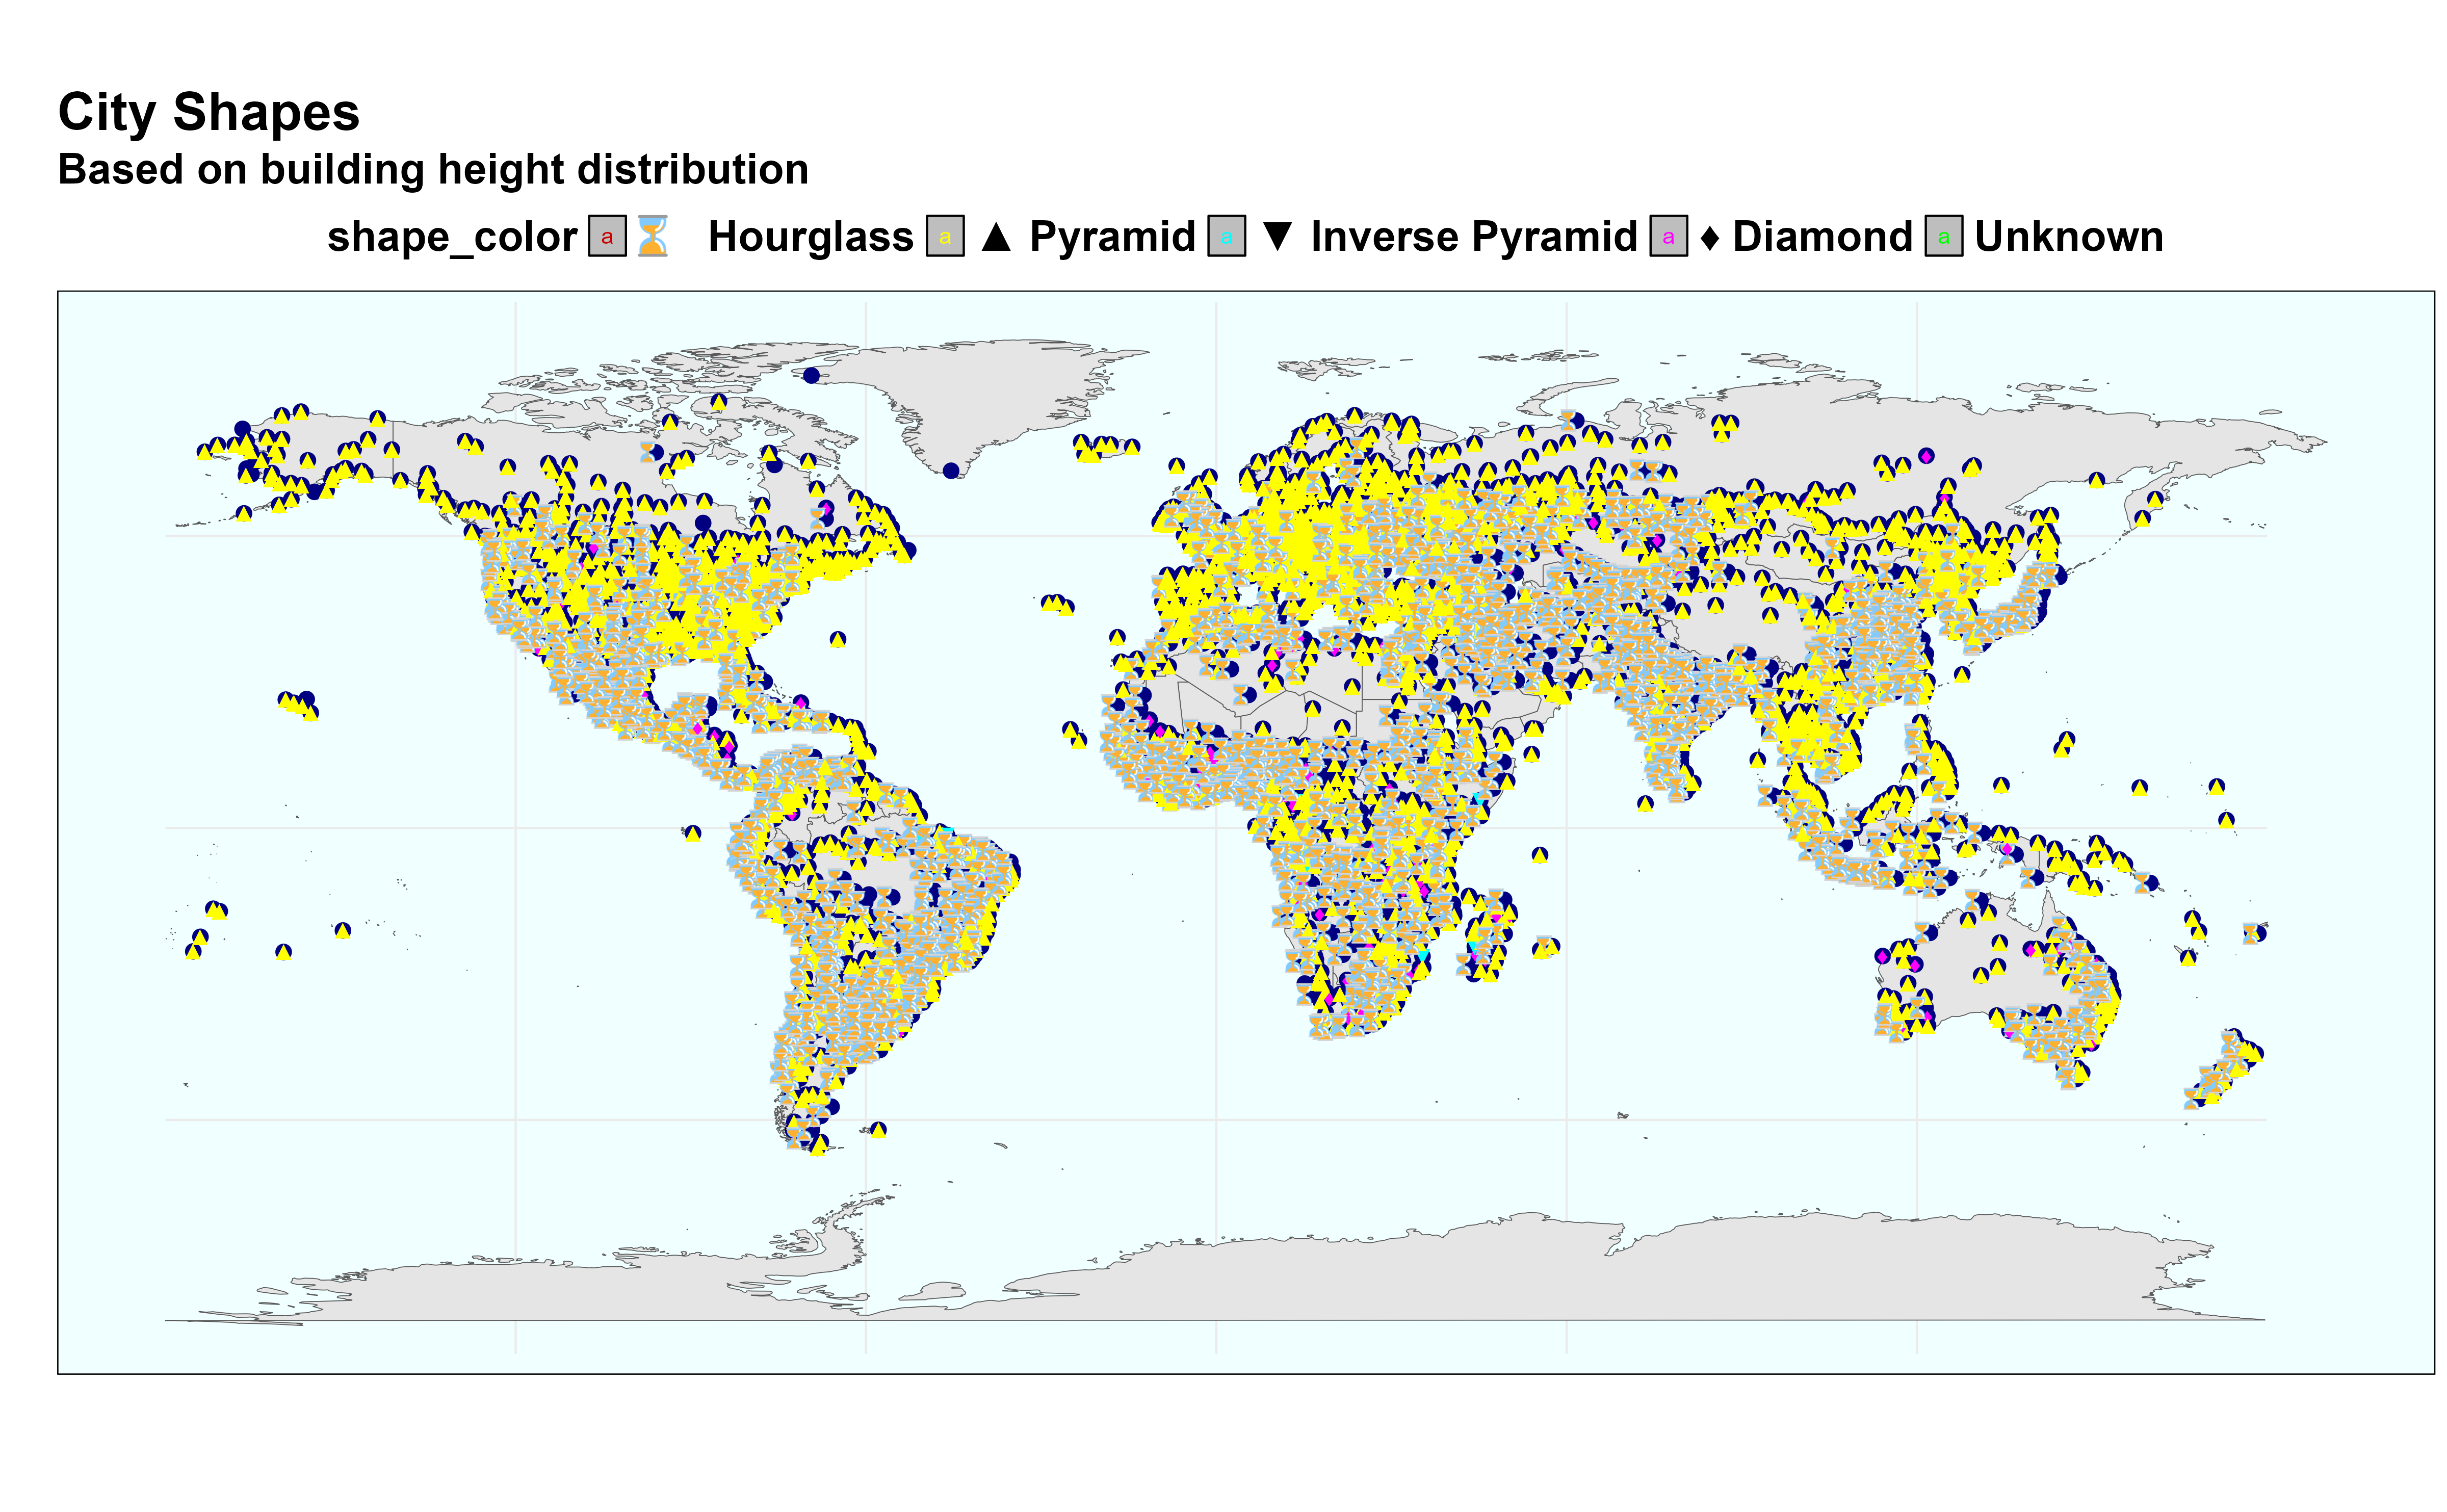 City Shapes
Based on building height distribution
shape_color a ⌛ Hourglass a ▲ Pyramid a ▼ Inverse Pyramid a ♦ Diamond a Unknown